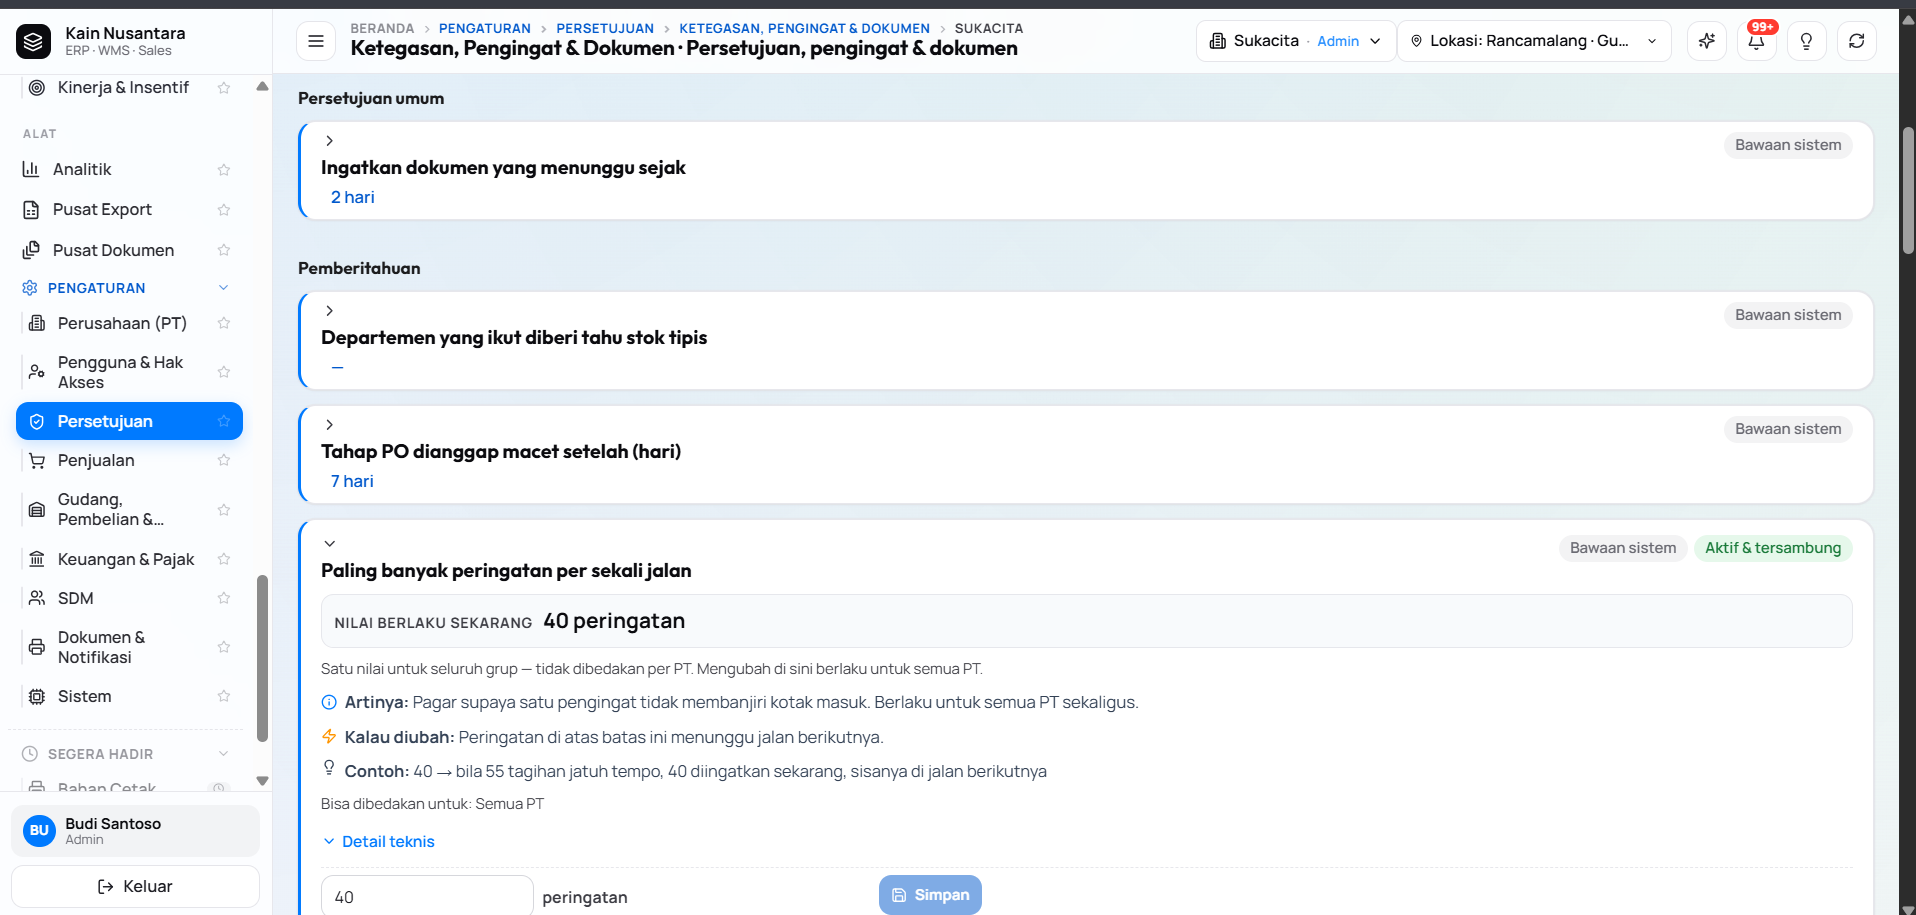 Kain Nusantara
ERP · WMS · Sales
Kinerja & Insentif
ALAT
Analitik
Pusat Export
Pusat Dokumen
PENGATURAN
Perusahaan (PT)
Pengguna & Hak
Akses
Persetujuan
Penjualan
Gudang,
Pembelian &...
Keuangan & Pajak
SDM
Dokumen &
Notifikasi
Sistem
SEGERA HADIR
Bahan Cetak
BU
Budi Santoso
Admin
Keluar
BERANDA > PENGATURAN > PERSETUJUAN > KETEGASAN, PENGINGAT & DOKUMEN > SUKACITA
Ketegasan, Pengingat & Dokumen · Persetujuan, pengingat & dokumen
Sukacita · Admin
Lokasi: Rancamalang · Gu...
99+
Persetujuan umum
Bawaan sistem
Ingatkan dokumen yang menunggu sejak
2 hari
Pemberitahuan
Bawaan sistem
Departemen yang ikut diberi tahu stok tipis
—
Bawaan sistem
Tahap PO dianggap macet setelah (hari)
7 hari
Bawaan sistem
Aktif & tersambung
Paling banyak peringatan per sekali jalan
NILAI BERLAKU SEKARANG 40 peringatan
Satu nilai untuk seluruh grup — tidak dibedakan per PT. Mengubah di sini berlaku untuk semua PT.
Artinya: Pagar supaya satu pengingat tidak membanjiri kotak masuk. Berlaku untuk semua PT sekaligus.
Kalau diubah: Peringatan di atas batas ini menunggu jalan berikutnya.
Contoh: 40 → bila 55 tagihan jatuh tempo, 40 diingatkan sekarang, sisanya di jalan berikutnya
Bisa dibedakan untuk: Semua PT
Detail teknis
40 peringatan
Simpan